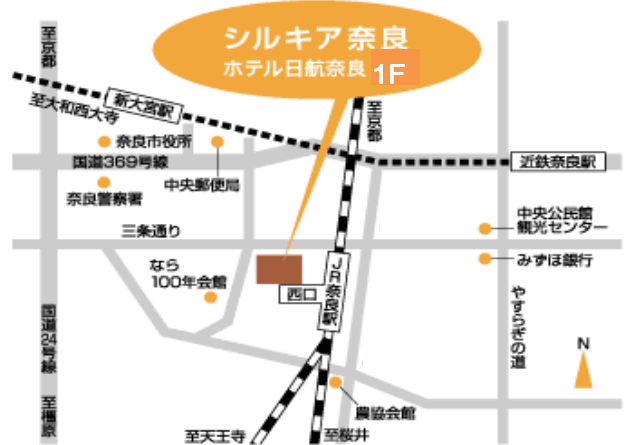 シルキア奈良
ホテル日航奈良 1F
至京都
至京都
至大和西大寺
新大宮駅
奈良市役所
国道369号線
近鉄奈良駅
中央郵便局
奈良警察署
中央公民館
観光センター
三条通り
みずほ銀行
なら
100年会館
西口
JR奈良駅
やすらぎの道
国道24号線
N
至橿原
農協会館
至天王寺
至桜井